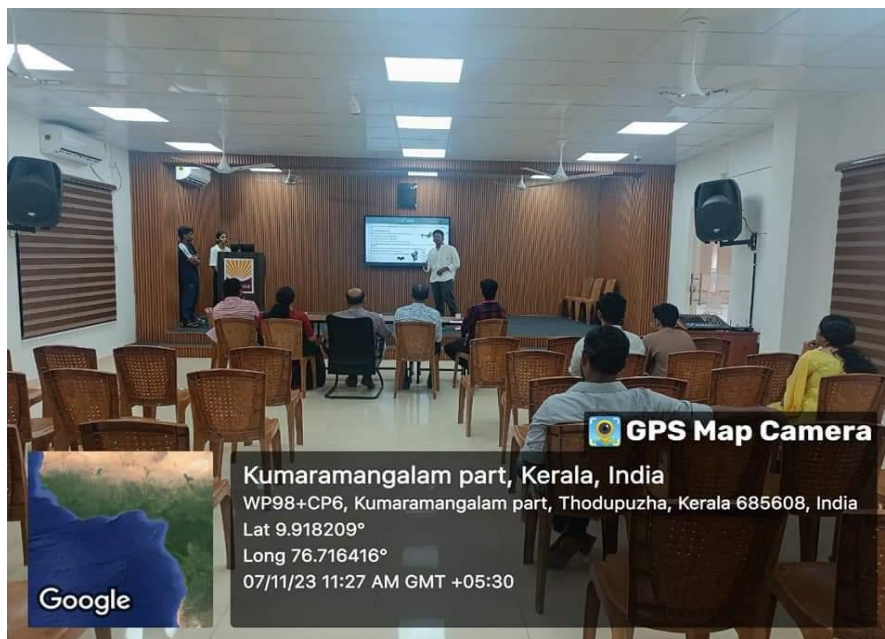 GPS Map Camera
Kumaramangalam part, Kerala, India
WP98+CP6, Kumaramangalam part, Thodupuzha, Kerala 685608, India
Lat 9.918209°
Long 76.716416°
07/11/23 11:27 AM GMT +05:30
Google